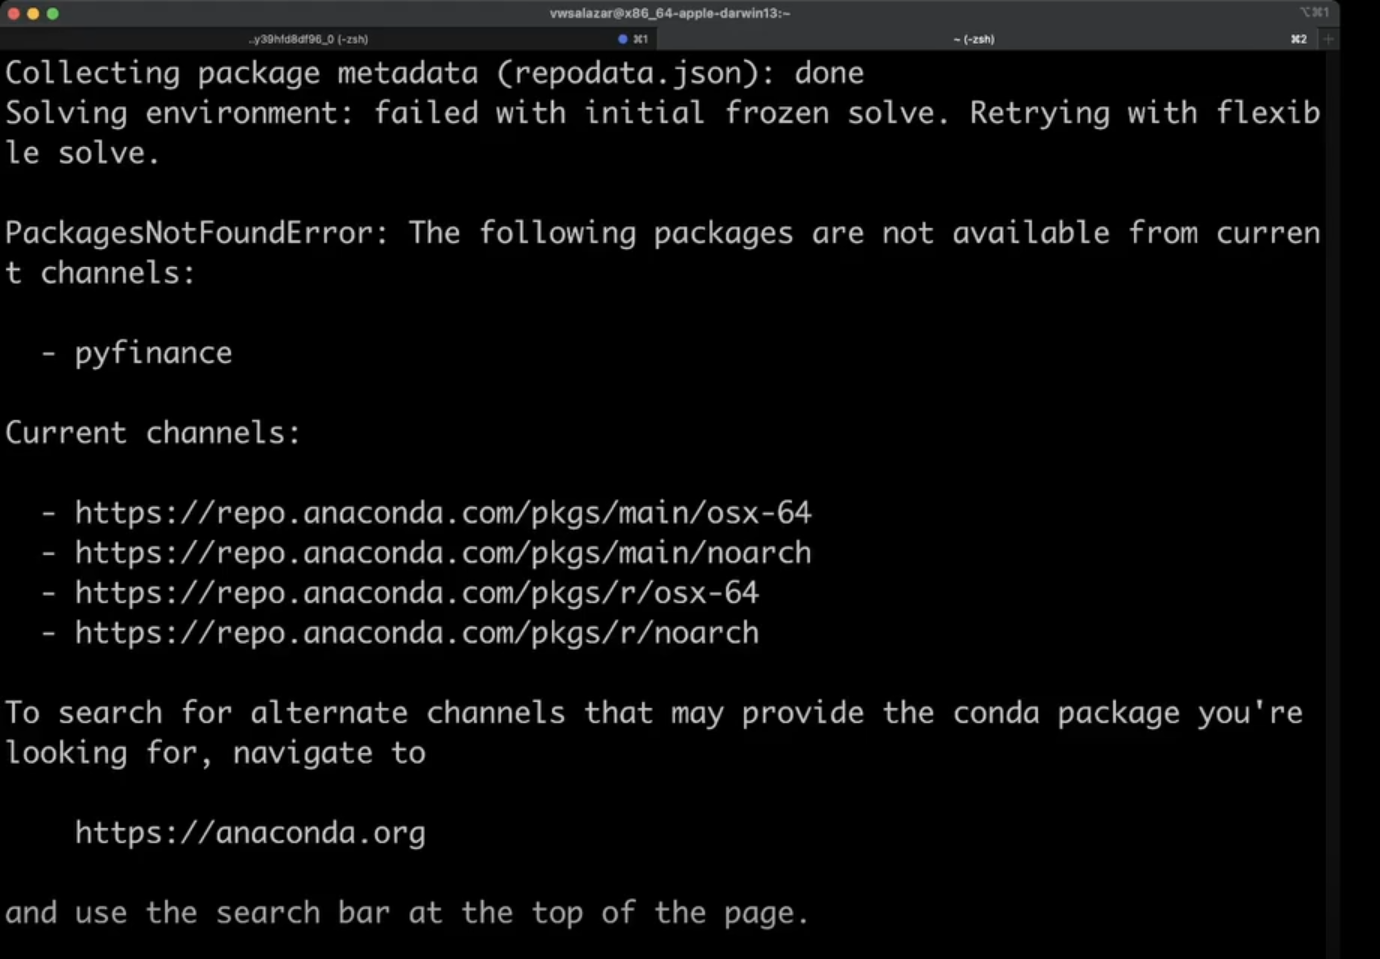 vwsalazar@x86_64-apple-darwin13:~
⌥⌘1
..y39hfd8df96_0 (-zsh)
⌘1
~ (-zsh)
⌘2
Collecting package metadata (repodata.json): done
Solving environment: failed with initial frozen solve. Retrying with flexib
le solve.
PackagesNotFoundError: The following packages are not available from curren
t channels:
- pyfinance
Current channels:
- https://repo.anaconda.com/pkgs/main/osx-64
- https://repo.anaconda.com/pkgs/main/noarch
- https://repo.anaconda.com/pkgs/r/osx-64
- https://repo.anaconda.com/pkgs/r/noarch
To search for alternate channels that may provide the conda package you're
looking for, navigate to
https://anaconda.org
and use the search bar at the top of the page.